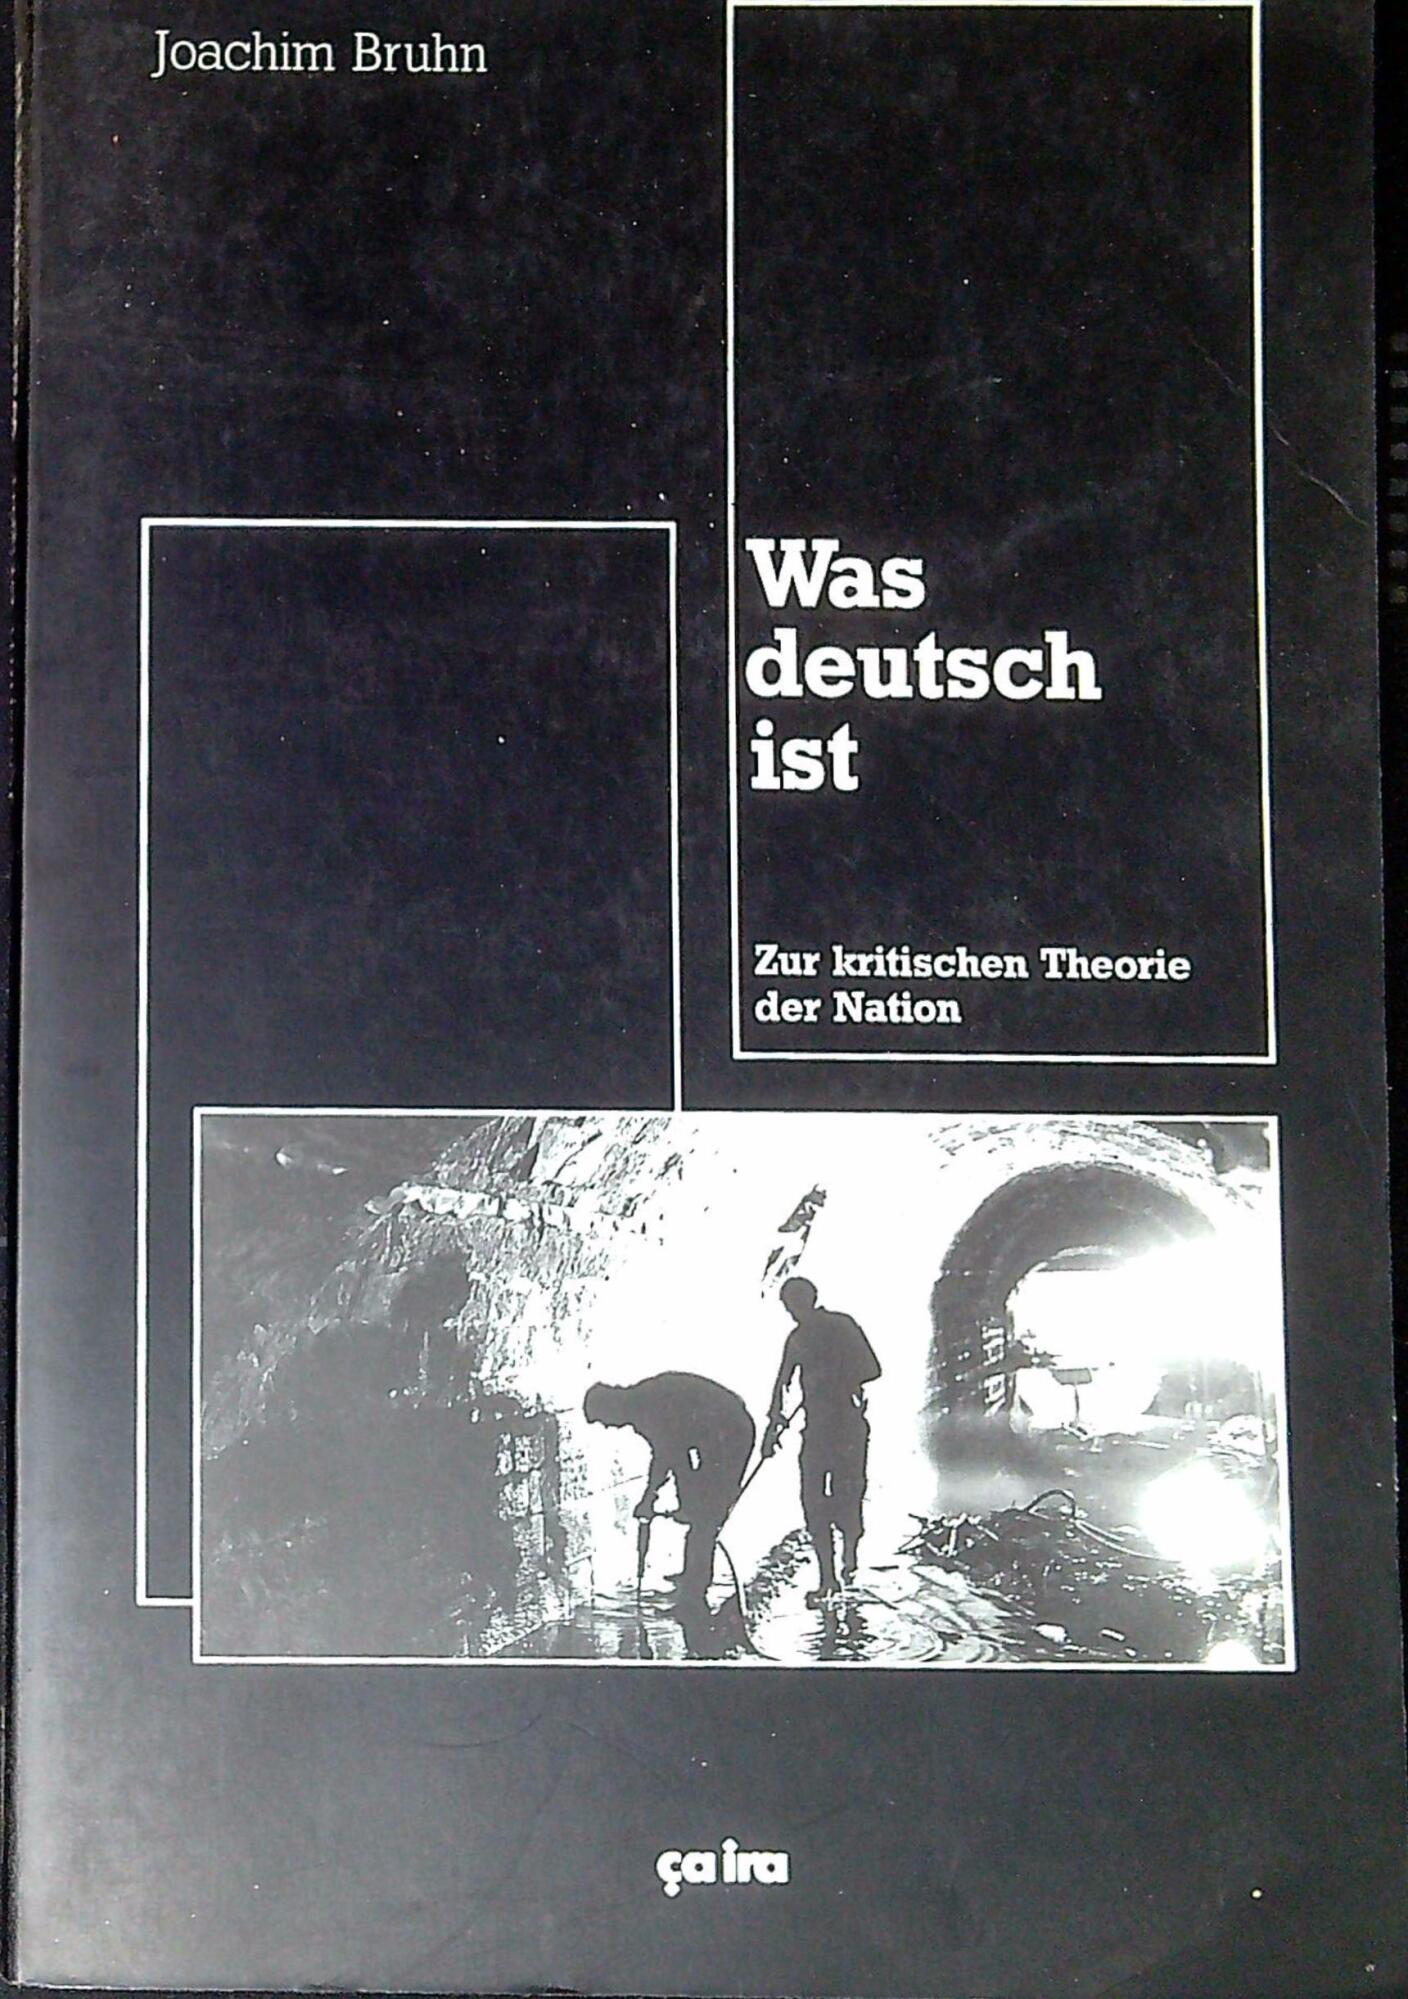 Joachim Bruhn
Was
deutsch
ist
Zur kritischen Theorie
der Nation
ça ira